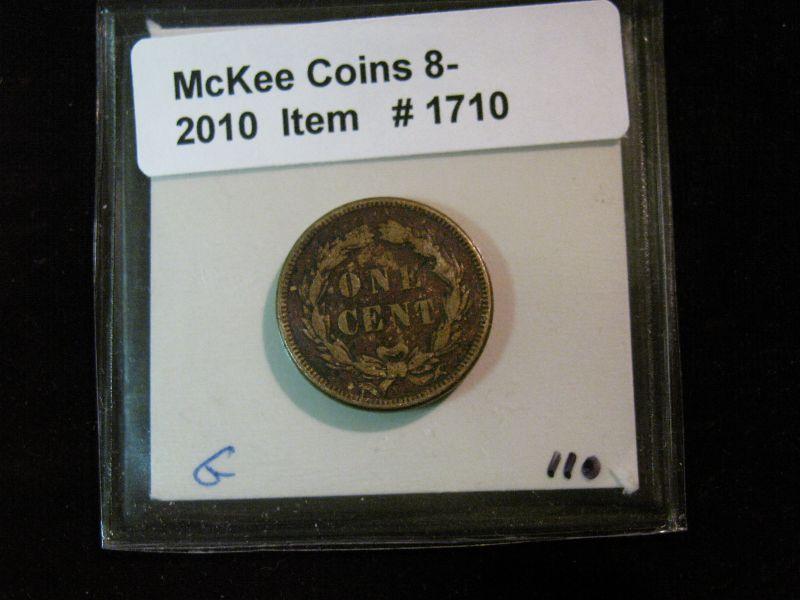 McKee Coins 8-
2010 Item # 1710
ONE
CENT
G 110